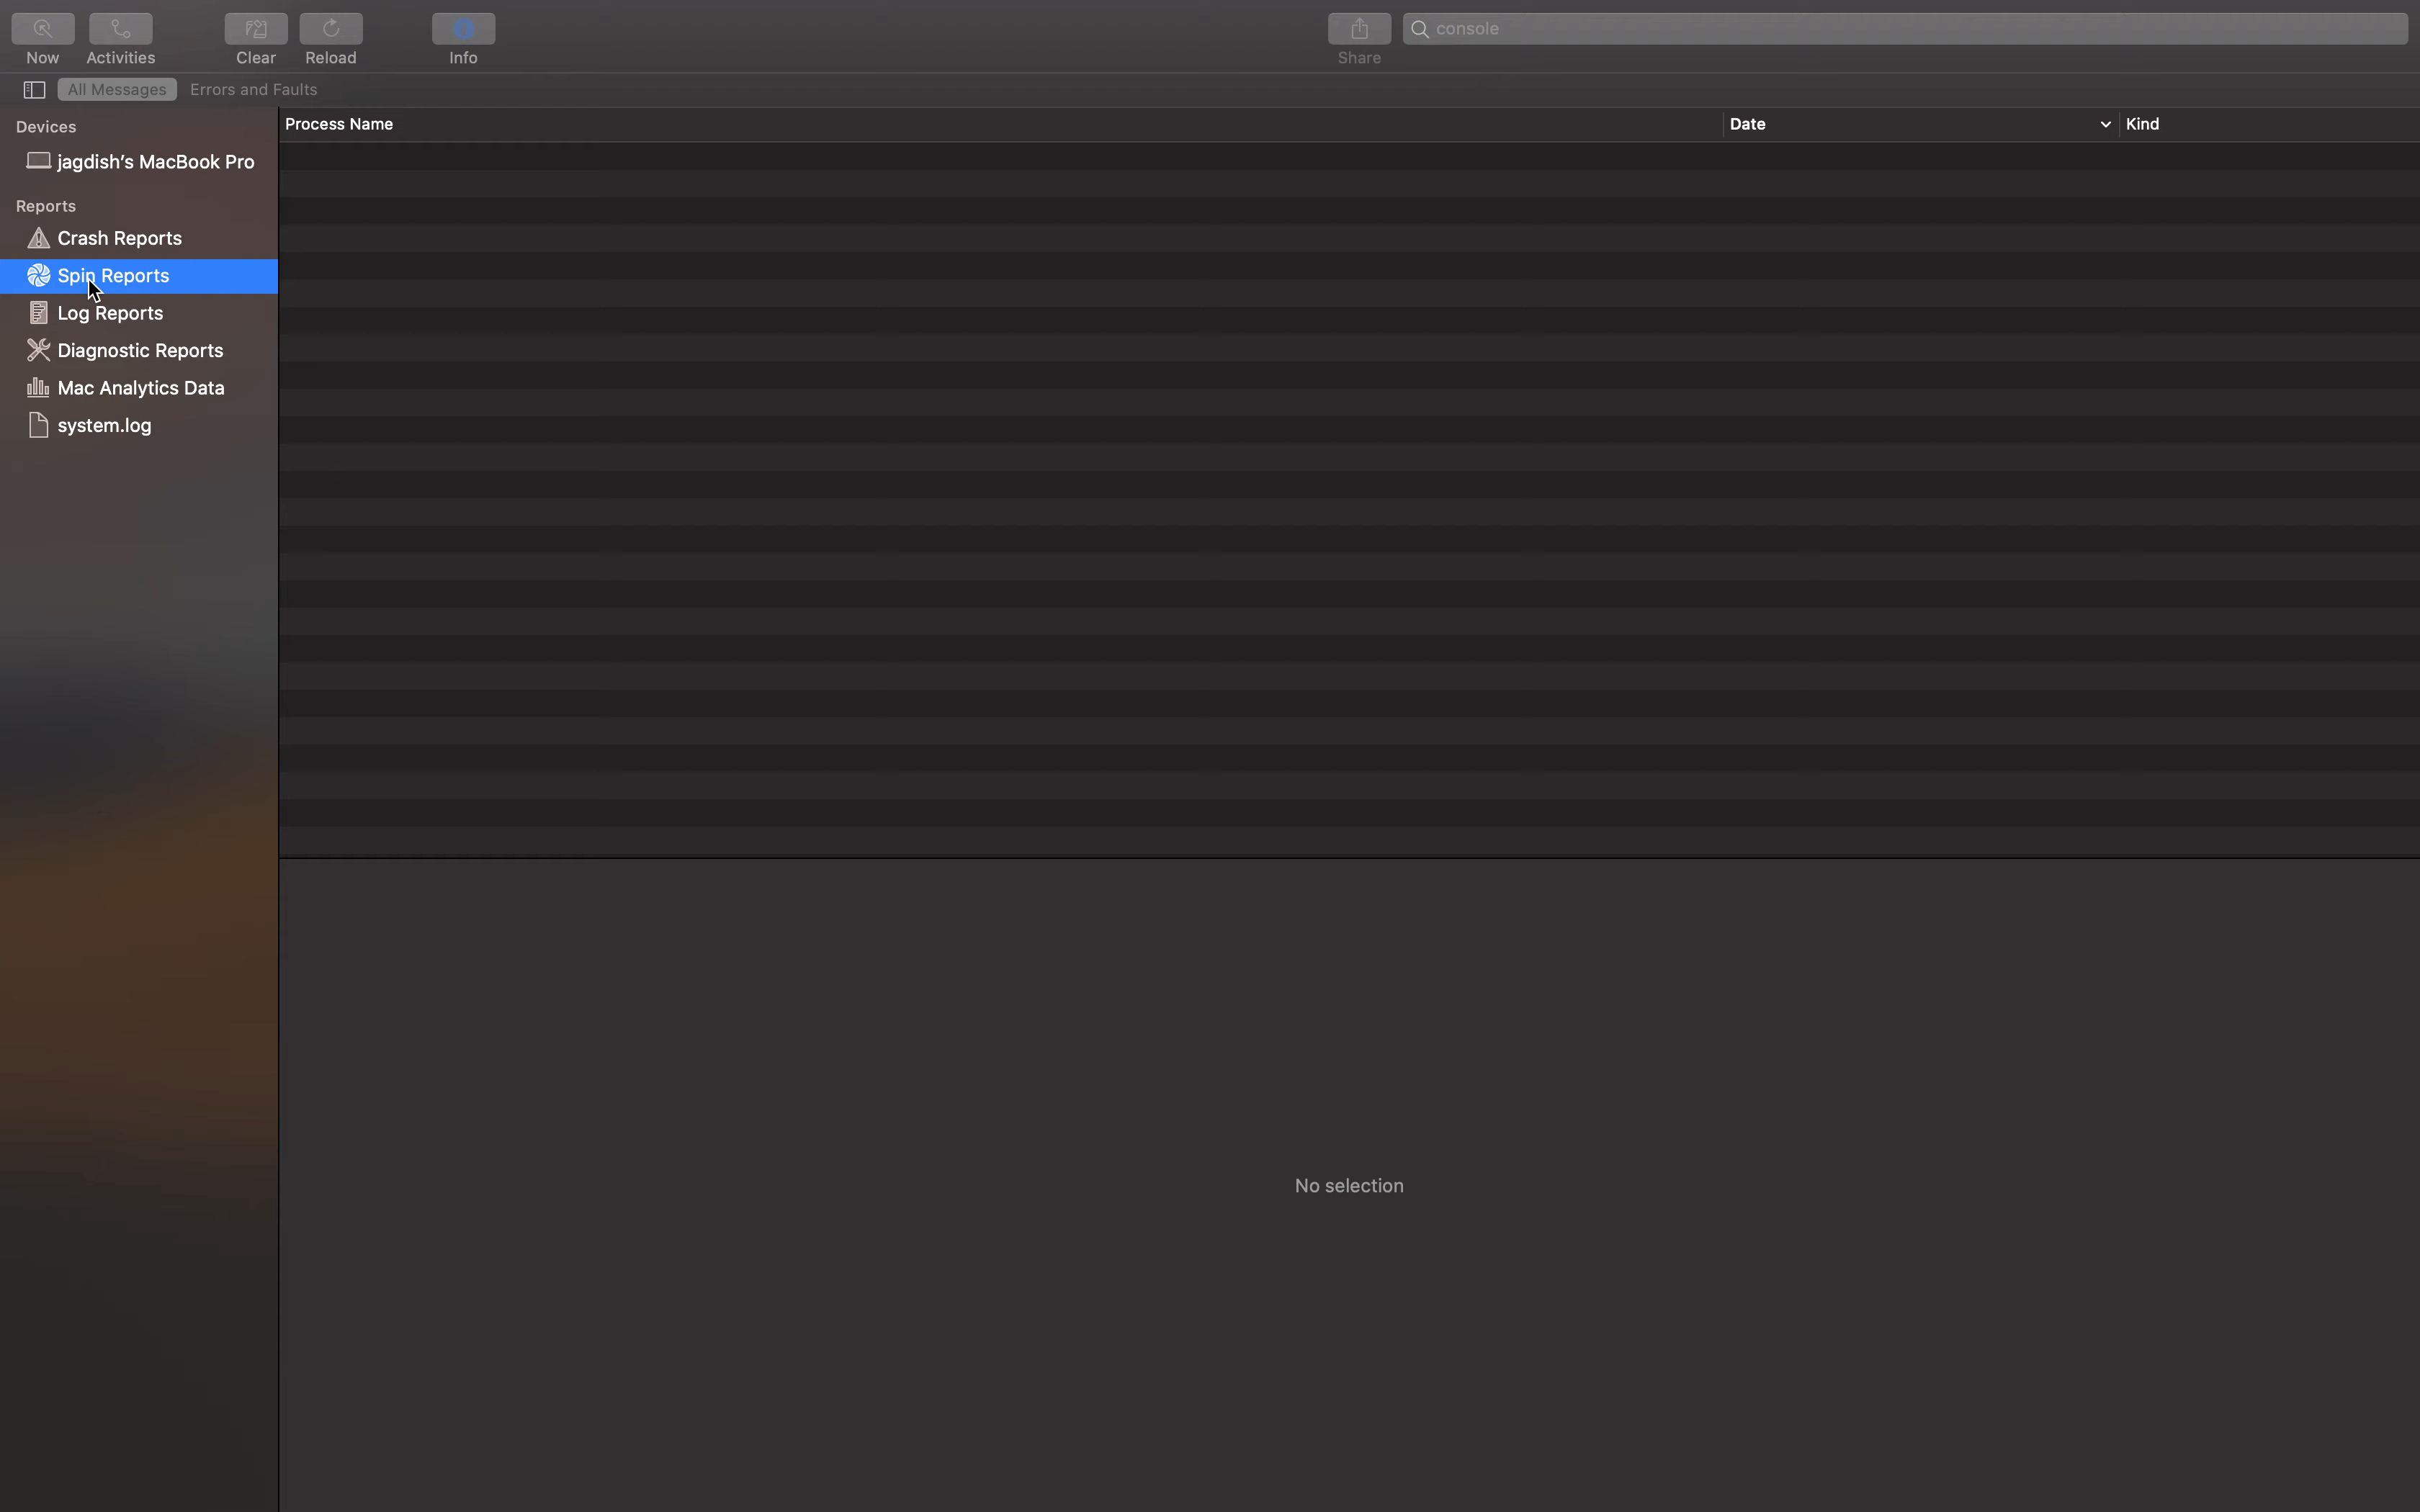 console
Now
Activities
Clear
Reload
Info
Share
All Messages
Errors and Faults
Devices
jagdish's MacBook Pro
Reports
Crash Reports
Spin Reports
Log Reports
Diagnostic Reports
Mac Analytics Data
system.log
Process Name
Date
Kind
No selection